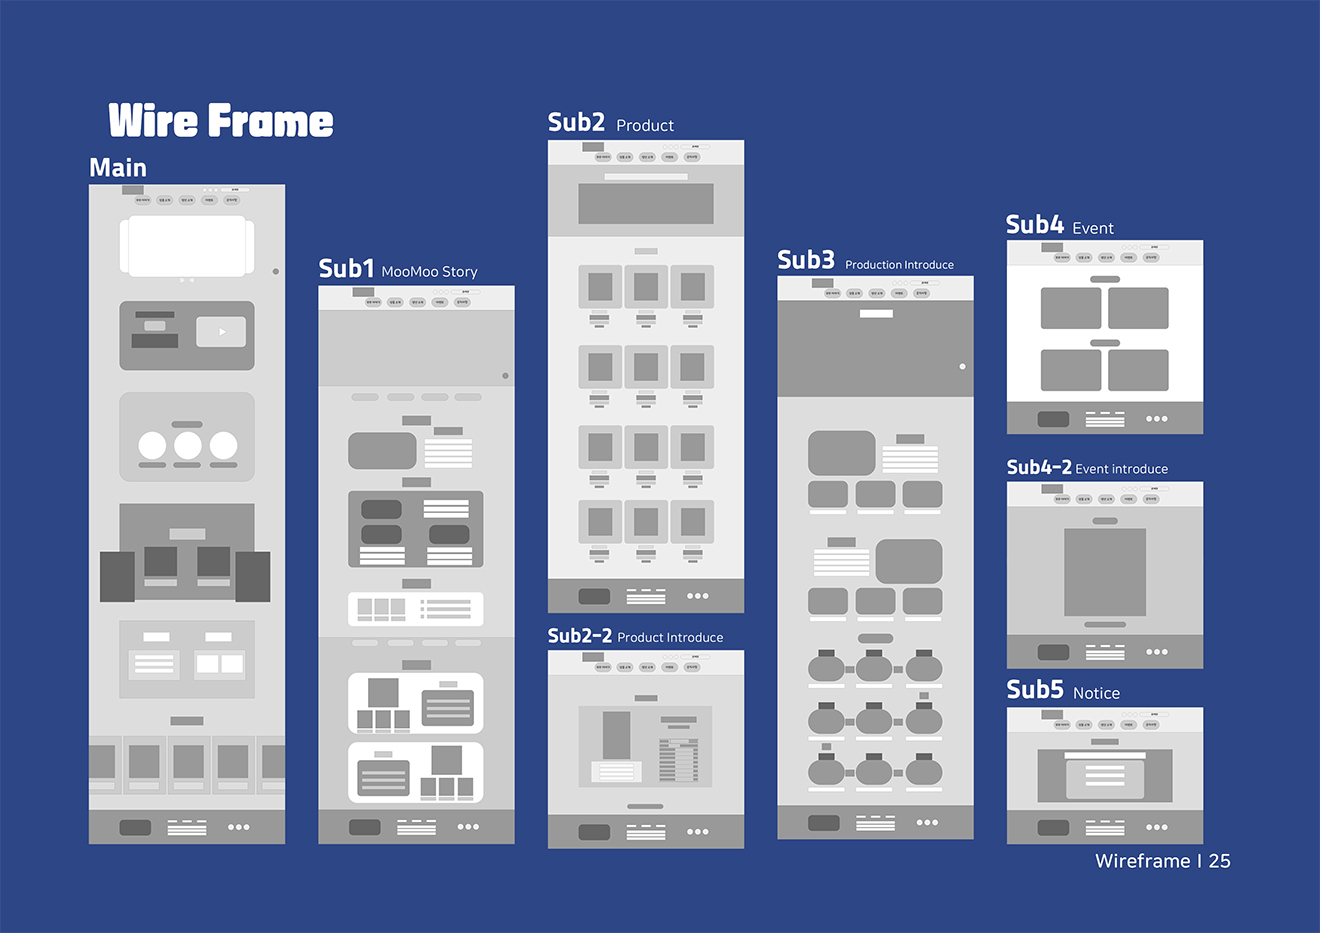 Wire Frame
Main
Sub1 MooMoo Story
Sub2 Product
Sub2-2 Product Introduce
Sub3 Production Introduce
Sub4 Event
Sub4-2 Event introduce
Sub5 Notice
Wireframe | 25